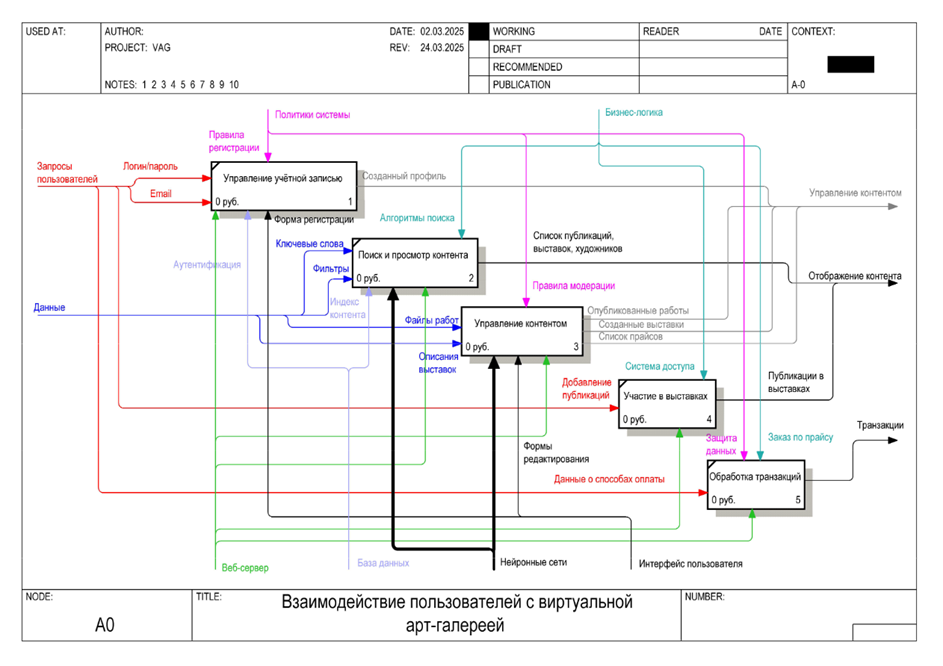 USED AT:
AUTHOR:
DATE: 02.03.2025
WORKING
READER
DATE
CONTEXT:
PROJECT: VAG
REV: 24.03.2025
DRAFT
RECOMMENDED
NOTES: 1 2 3 4 5 6 7 8 9 10
PUBLICATION
A-0
Политики системы
Бизнес-логика
Правила
регистрации
Запросы
пользователей
Логин/пароль
Email
Управление учётной записью
0 руб.
1
Созданный профиль
Управление контентом
Форма регистрации
Алгоритмы поиска
Аутентификация
Ключевые слова
Фильтры
Поиск и просмотр контента
0 руб.
2
Список публикаций,
выставок, художников
Отображение контента
Данные
Индекс
контента
Правила модерации
Файлы работ
Описания
выставок
Управление контентом
0 руб.
3
Опубликованные работы
Созданные выставки
Список прайсов
Система доступа
Добавление
публикаций
Участие в выставках
0 руб.
4
Публикации в
выставках
Транзакции
Формы
редактирования
Защита
данных
Заказ по прайсу
Данные о способах оплаты
Обработка транзакций
0 руб.
5
Веб-сервер
База данных
Нейронные сети
Интерфейс пользователя
NODE:
TITLE:
NUMBER:
A0
Взаимодействие пользователей с виртуальной
арт-галереей